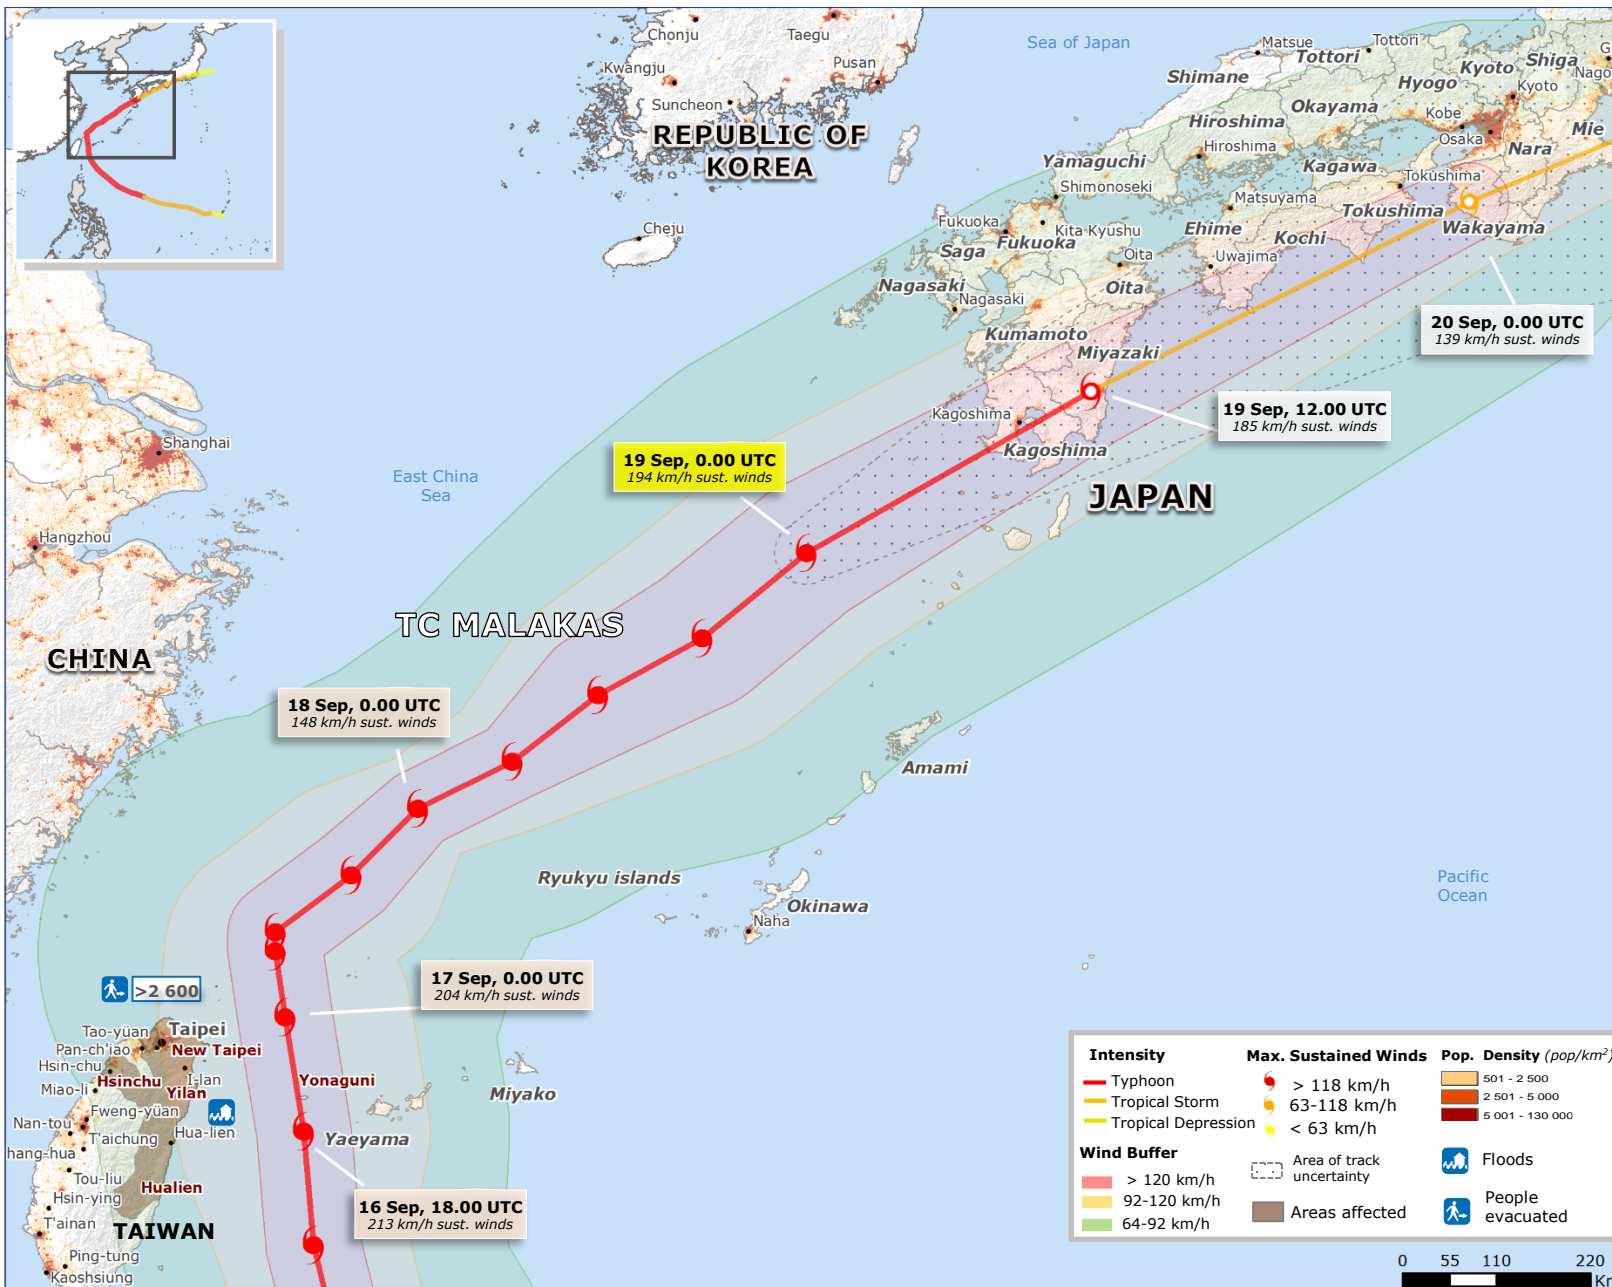 Chonju
Taegu
Kwangju
Pusan
Suncheon
REPUBLIC OF
KOREA
Cheju
Sea of Japan
Matsue
Tottori
Tottori
Shimane
Kyoto
Shiga
Hyogo
Nago
Kyoto
Okayama
Kobe
Hiroshima
Osaka
Mie
Nara
Hiroshima
Yamaguchi
Kagawa
Shimonoseki
Tokushima
Matsuyama
Tokushima
Fukuoka
Kita Kyushu
Ehime
Wakayama
Fukuoka
Kochi
Saga
Oita
Uwajima
Nagasaki
Oita
Nagasaki
Kumamoto
Miyazaki
20 Sep, 0.00 UTC
139 km/h sust. winds
Kagoshima
19 Sep, 12.00 UTC
185 km/h sust. winds
Kagoshima
19 Sep, 0.00 UTC
194 km/h sust. winds
JAPAN
Shanghai
East China
Sea
Hangzhou
TC MALAKAS
CHINA
18 Sep, 0.00 UTC
148 km/h sust. winds
Amami
Ryukyu islands
Okinawa
Naha
Pacific
Ocean
17 Sep, 0.00 UTC
204 km/h sust. winds
>2 600
Tao-yüan
Taipei
Pan-ch'iao
New Taipei
Hsin-chu
Hsinchu
I-lan
Miao-li
Yilan
Yonaguni
Miyako
Fweng-yüan
Nan-tou
T'aichung
Hua-lien
Yaeyama
hang-hua
Tou-liu
Hsin-ying
Hualien
T'ainan
TAIWAN
Ping-tung
Kaoshsiung
16 Sep, 18.00 UTC
213 km/h sust. winds
Intensity
Typhoon
Tropical Storm
Tropical Depression
Wind Buffer
> 120 km/h
92-120 km/h
64-92 km/h
Max. Sustained Winds
> 118 km/h
63-118 km/h
< 63 km/h
Area of track
uncertainty
Areas affected
Pop. Density (pop/km²)
501 - 2 500
2 501 - 5 000
5 001 - 130 000
Floods
People
evacuated
0 55 110 220
Km